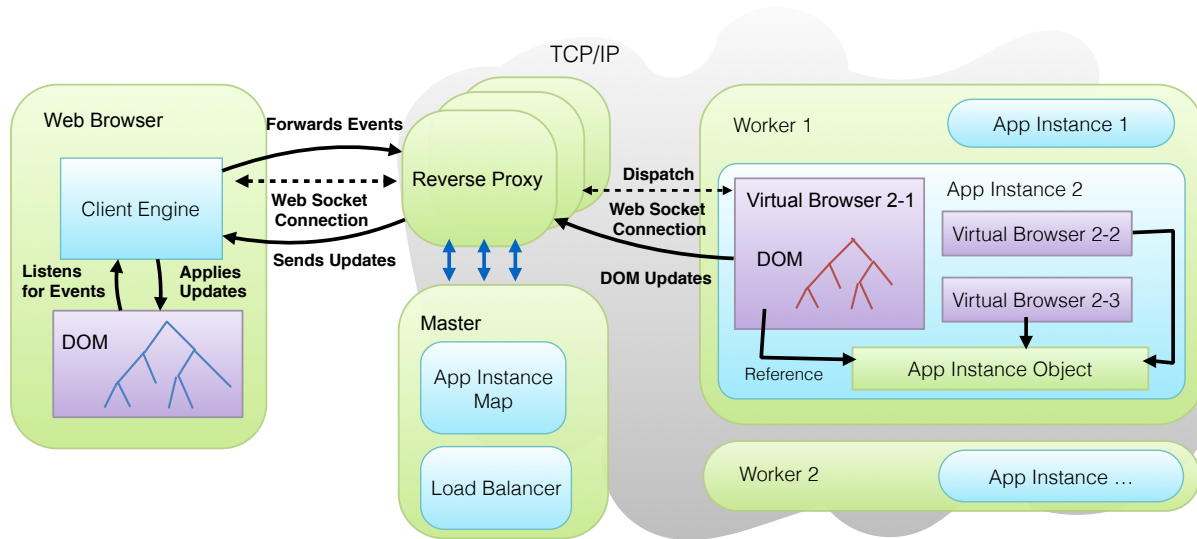 TCP/IP
Web Browser
Client Engine
Listens
for Events
Applies
Updates
DOM
Forwards Events
Web Socket
Connection
Sends Updates
Reverse Proxy
Master
App Instance
Map
Load Balancer
Dispatch
Web Socket
Connection
DOM Updates
Worker 1
App Instance 1
App Instance 2
Virtual Browser 2-1
DOM
Virtual Browser 2-2
Virtual Browser 2-3
Reference
App Instance Object
Worker 2
App Instance …